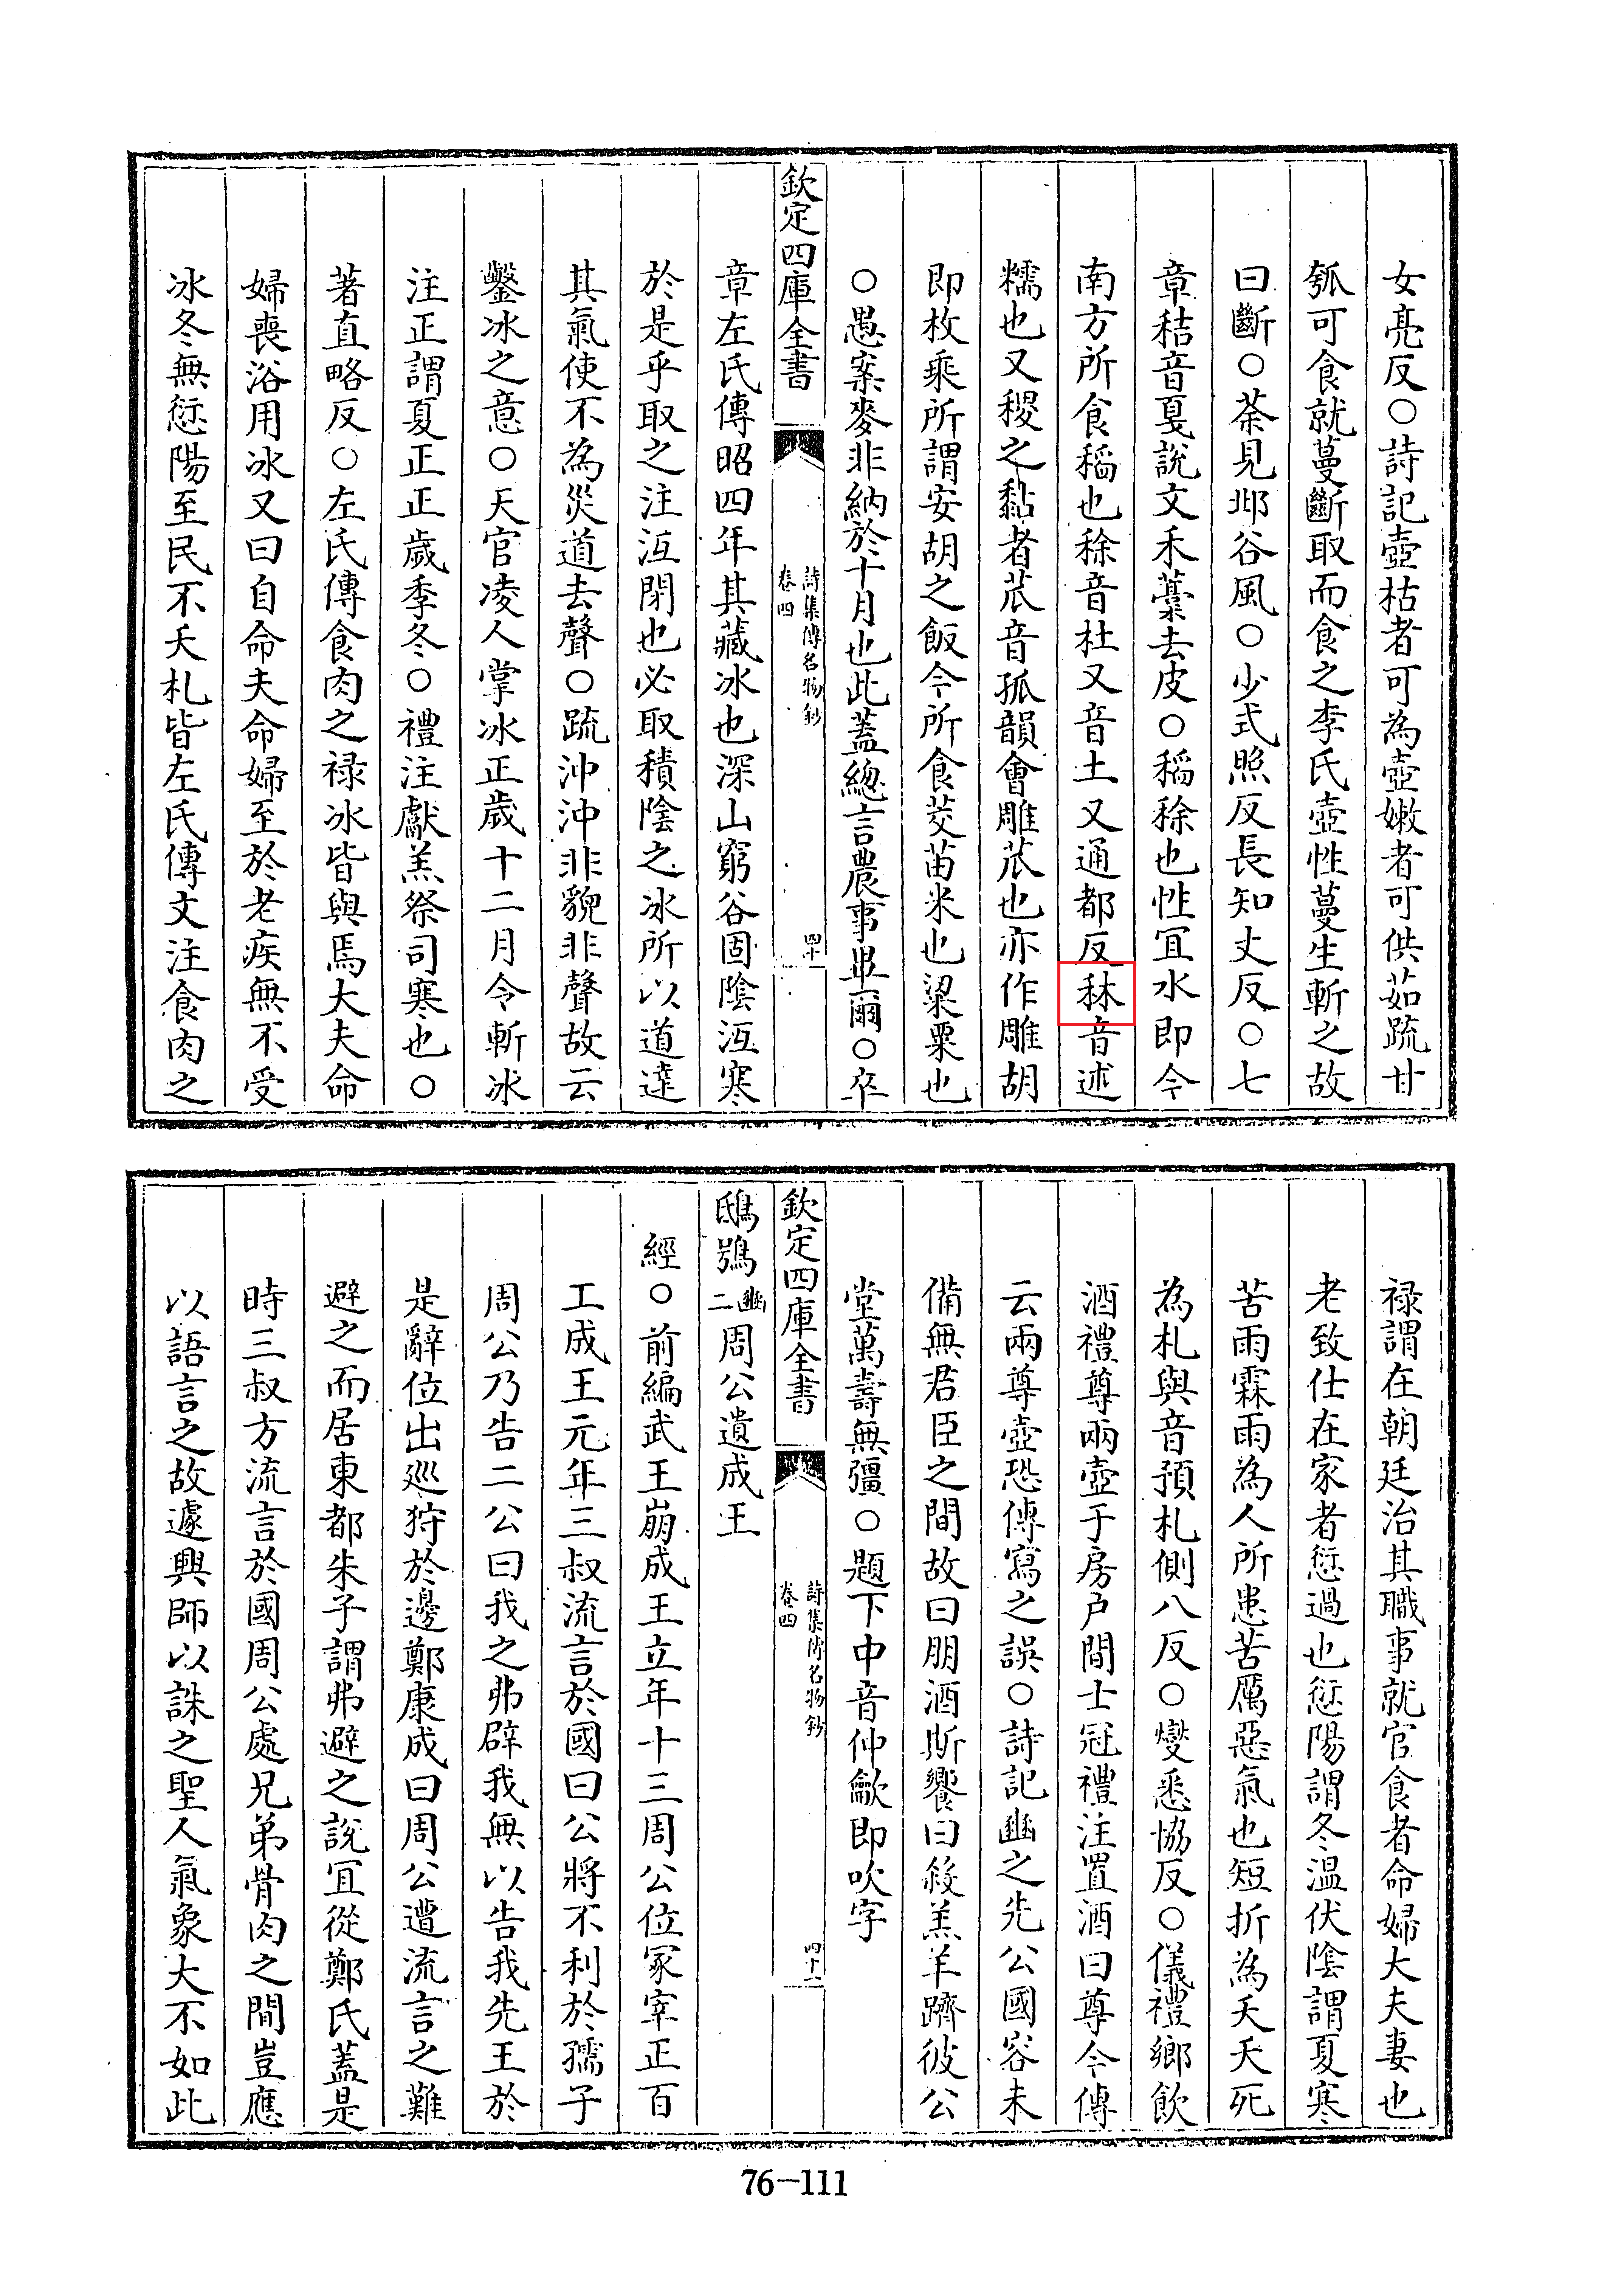 女亮反○詩記壺枯者可為壺嫩者可供茹䟽甘
瓠可食就蔓斷取而食之李氏壺性蔓生斬之故
曰斷○荼見邶谷風○少式照反長知丈反○七
章秸音戛説文禾藁去皮○稻稌也性宜水即今
南方所食稻也稌音杜又音土又通都反秫音述
糯也又稷之黏者苽音孤韻會雕苽也亦作雕胡
即枚乘所謂安胡之飯今所食茭苗米也粱粟也
○愚案麥非納於十月也此蓋緫言農事畢爾○卒
欽定四庫全書
詩集傳名物鈔
卷四
四十
章左氏傳昭四年其藏冰也深山窮谷固陰沍寒
於是乎取之注沍閉也必取積陰之冰所以道達
其氣使不為災道去聲○䟽沖沖非貌非聲故云
鑿冰之意○天官凌人掌冰正歲十二月令斬冰
注正謂夏正正歲季冬○禮注獻羔祭司寒也○
著直略反○左氏傳食肉之禄冰皆與焉大夫命
婦喪浴用冰又曰自命夫命婦至於老疾無不受
冰冬無愆陽至民不夭札皆左氏傳文注食肉之
禄謂在朝廷治其職事就官食者命婦大夫妻也
老致仕在家者愆過也愆陽謂冬溫伏陰謂夏寒
苦雨霖雨為人所患苦厲惡氣也短折為夭夭死
為札與音預札側八反○燮悉協反○儀禮鄉飲
酒禮尊兩壺于房户間士冠禮注置酒曰尊今傳
云兩尊壺恐傳寫之誤○詩記豳之先公國容未
備無君臣之間故曰朋酒斯饗曰殺羔羊躋彼公
堂萬壽無彊○題下中音仲龡即吹字
欽定四庫全書
詩集傳名物鈔
卷四
四十一
鴟鴞豳二周公遺成王
經○前編武王崩成王立年十三周公位冢宰正百
工成王元年三叔流言於國曰公將不利於孺子
周公乃告二公曰我之弗辟我無以告我先王於
是辭位出巡狩於邊鄭康成曰周公遭流言之難
避之而居東都朱子謂弗避之説宜從鄭氏蓋是
時三叔方流言於國周公處兄弟骨肉之間豈應
以語言之故遽興師以誅之聖人氣象大不如此
76-111